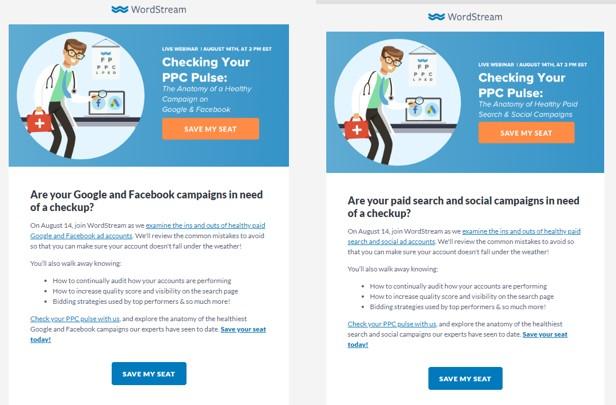 WordStream
LIVE WEBINAR | AUGUST 14TH, AT 2 PM EST
Checking Your
PPC Pulse:
The Anatomy of a Healthy
Campaign on
Google & Facebook
SAVE MY SEAT
F P
P P C
L P E D
Are your Google and Facebook campaigns in need
of a checkup?
On August 14, join WordStream as we examine the ins and outs of healthy paid
Google and Facebook ad accounts. We'll review the common mistakes to avoid
so that you can make sure your account doesn't fall under the weather!
You'll also walk away knowing:
• How to continually audit how your accounts are performing
• How to increase quality score and visibility on the search page
• Bidding strategies used by top performers & so much more!
Check your PPC pulse with us, and explore the anatomy of the healthiest
Google and Facebook campaigns our experts have seen to date. Save your seat
today!
SAVE MY SEAT
WordStream
LIVE WEBINAR | AUGUST 14TH, AT 2 PM EST
Checking Your
PPC Pulse:
The Anatomy of Healthy Paid
Search & Social Campaigns
SAVE MY SEAT
F P
P P C
L P E D
Are your paid search and social campaigns in need
of a checkup?
On August 14, join WordStream as we examine the ins and outs of healthy paid
search and social ad accounts. We'll review the common mistakes to avoid
so that you can make sure your account doesn't fall under the weather!
You'll also walk away knowing:
• How to continually audit how your accounts are performing
• How to increase quality score and visibility on the search page
• Bidding strategies used by top performers & so much more!
Check your PPC pulse with us, and explore the anatomy of the healthiest
search and social campaigns our experts have seen to date. Save your seat
today!
SAVE MY SEAT